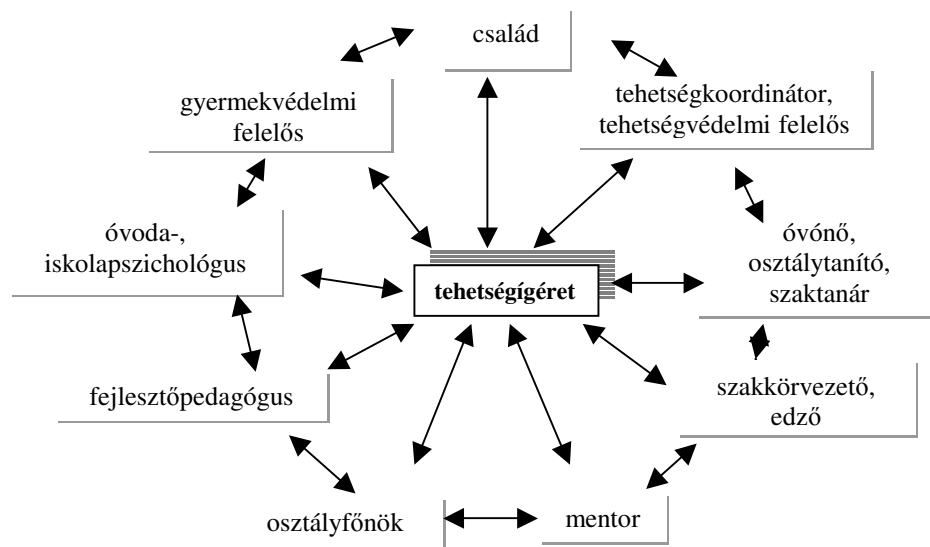 család
gyermekvédelmi
felelős
tehetségkoordinátor,
tehetségvédelmi felelős
óvoda-,
iskolapszichológus
óvónő,
osztálytanító,
szaktanár
tehetségígéret
fejlesztőpedagógus
szakkörvezető,
edző
osztályfőnök
mentor